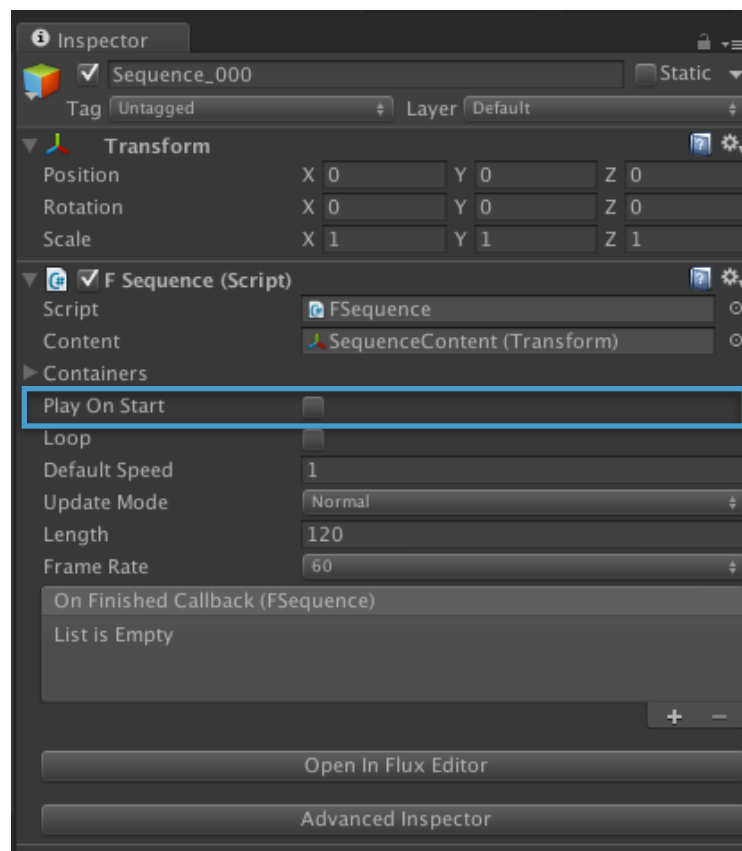 Inspector
Sequence_000 Static
Tag Untagged Layer Default
Transform
Position X 0 Y 0 Z 0
Rotation X 0 Y 0 Z 0
Scale X 1 Y 1 Z 1
F Sequence (Script)
Script FSequence
Content SequenceContent (Transform)
Containers
Play On Start
Loop
Default Speed 1
Update Mode Normal
Length 120
Frame Rate 60
On Finished Callback (FSequence)
List is Empty
Open In Flux Editor
Advanced Inspector